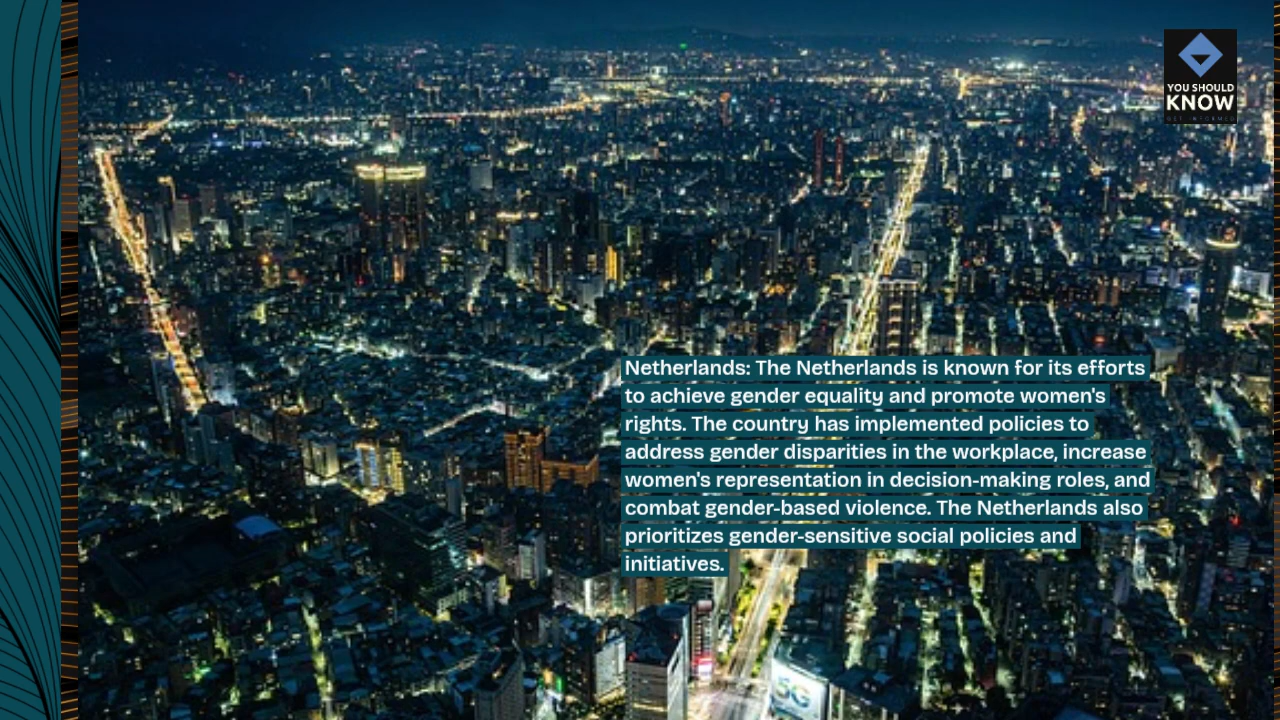 YOU SHOULD
KNOW
GET INFORMED
Netherlands: The Netherlands is known for its efforts
to achieve gender equality and promote women's
rights. The country has implemented policies to
address gender disparities in the workplace, increase
women's representation in decision-making roles, and
combat gender-based violence. The Netherlands also
prioritizes gender-sensitive social policies and
initiatives.
5G